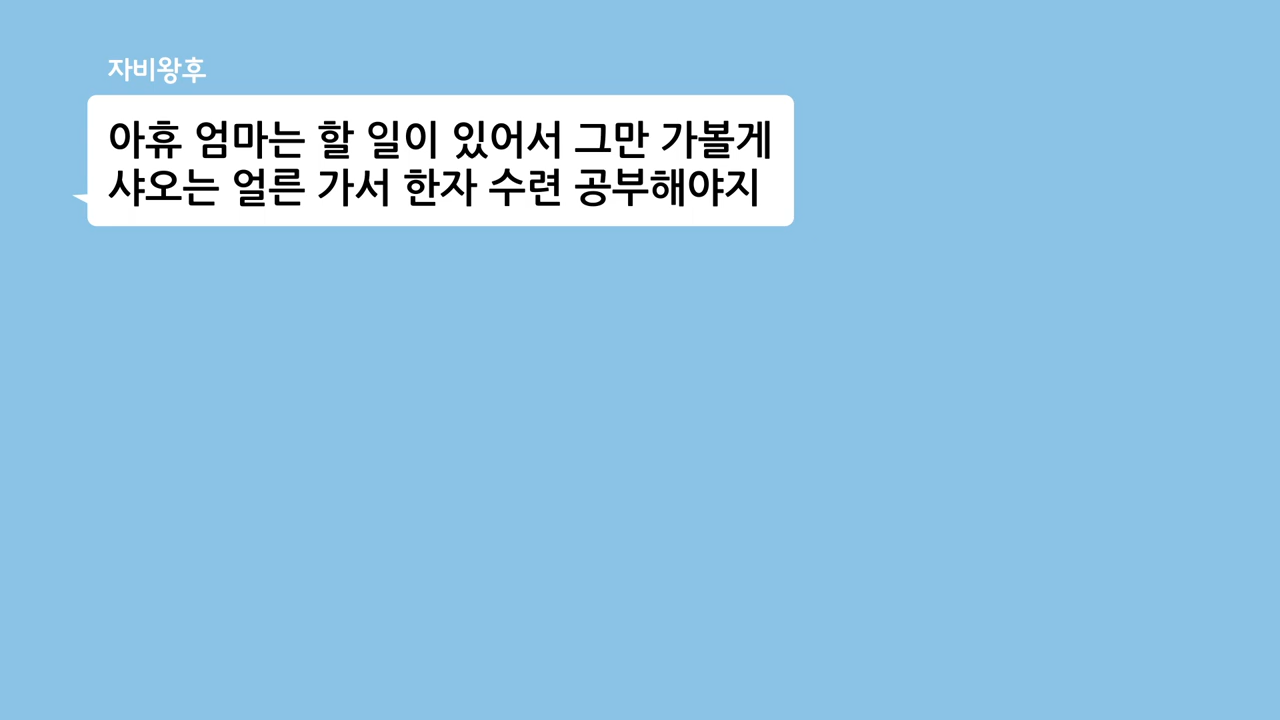 자비왕후
아휴 엄마는 할 일이 있어서 그만 가볼게
샤오는 얼른 가서 한자 수련 공부해야지